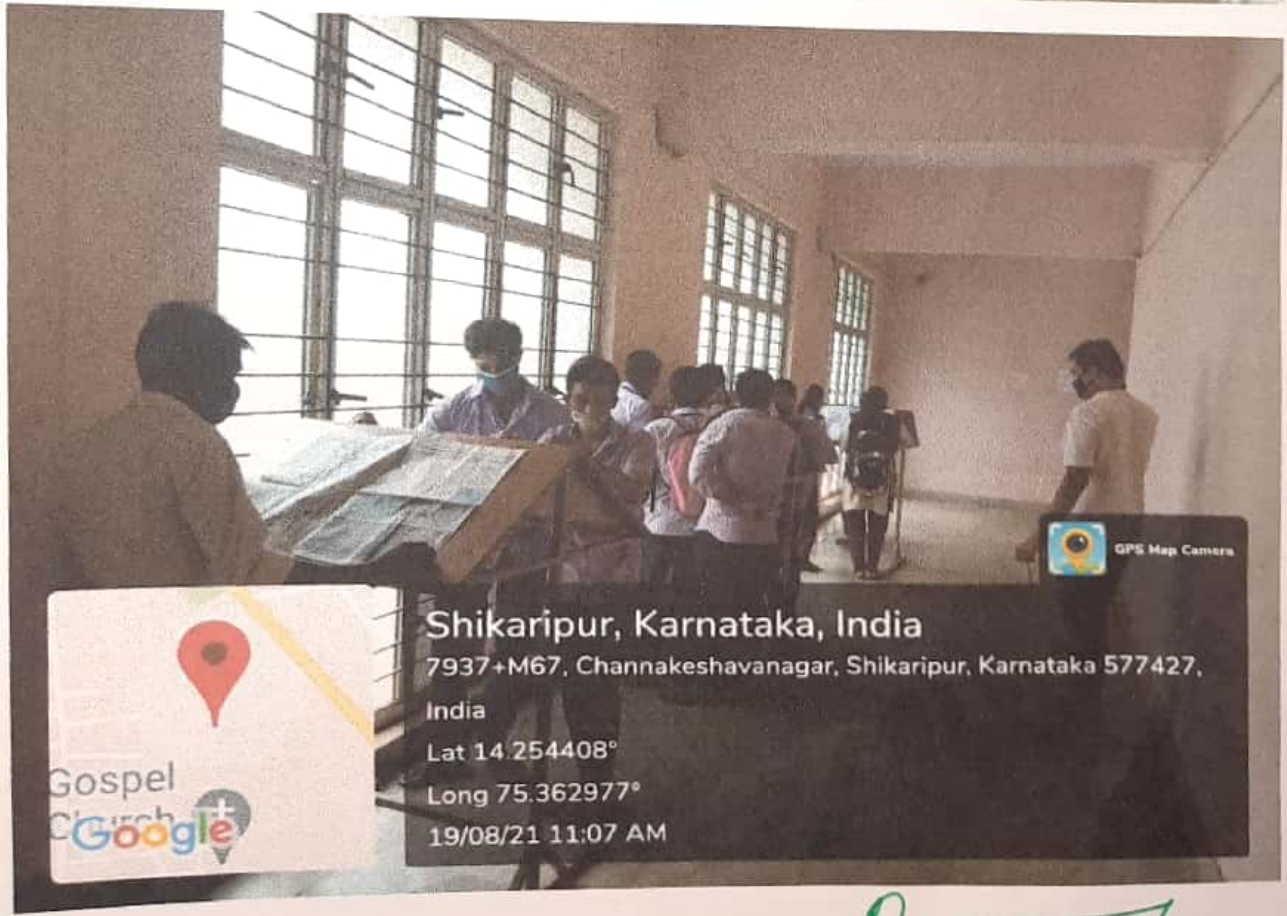 GPS Map Camera
Shikaripur, Karnataka, India
7937+M67, Channakeshavanagar, Shikaripur, Karnataka 577427,
India
Lat 14.254408°
Long 75.362977°
19/08/21 11:07 AM
Gospel
Church
Google